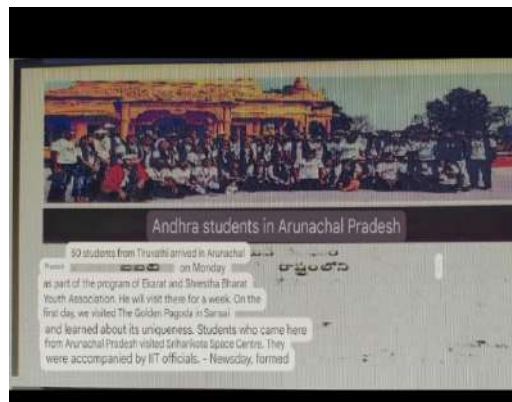 Andhra students in Arunachal Pradesh
50 students from Tiruvathi arrived in Arunachal
on Monday
రాష్ట్రంలోని
as part of the program of Ekarat and Shrestha Bharat
Youth Association. He will visit there for a week. On the
first day, we visited The Golden Pagoda in
and learned about its uniqueness. Students who came here
from Arunachal Pradesh visited Sriharikota Space Centre. They
were accompanied by IIT officials. - Newsday, formed